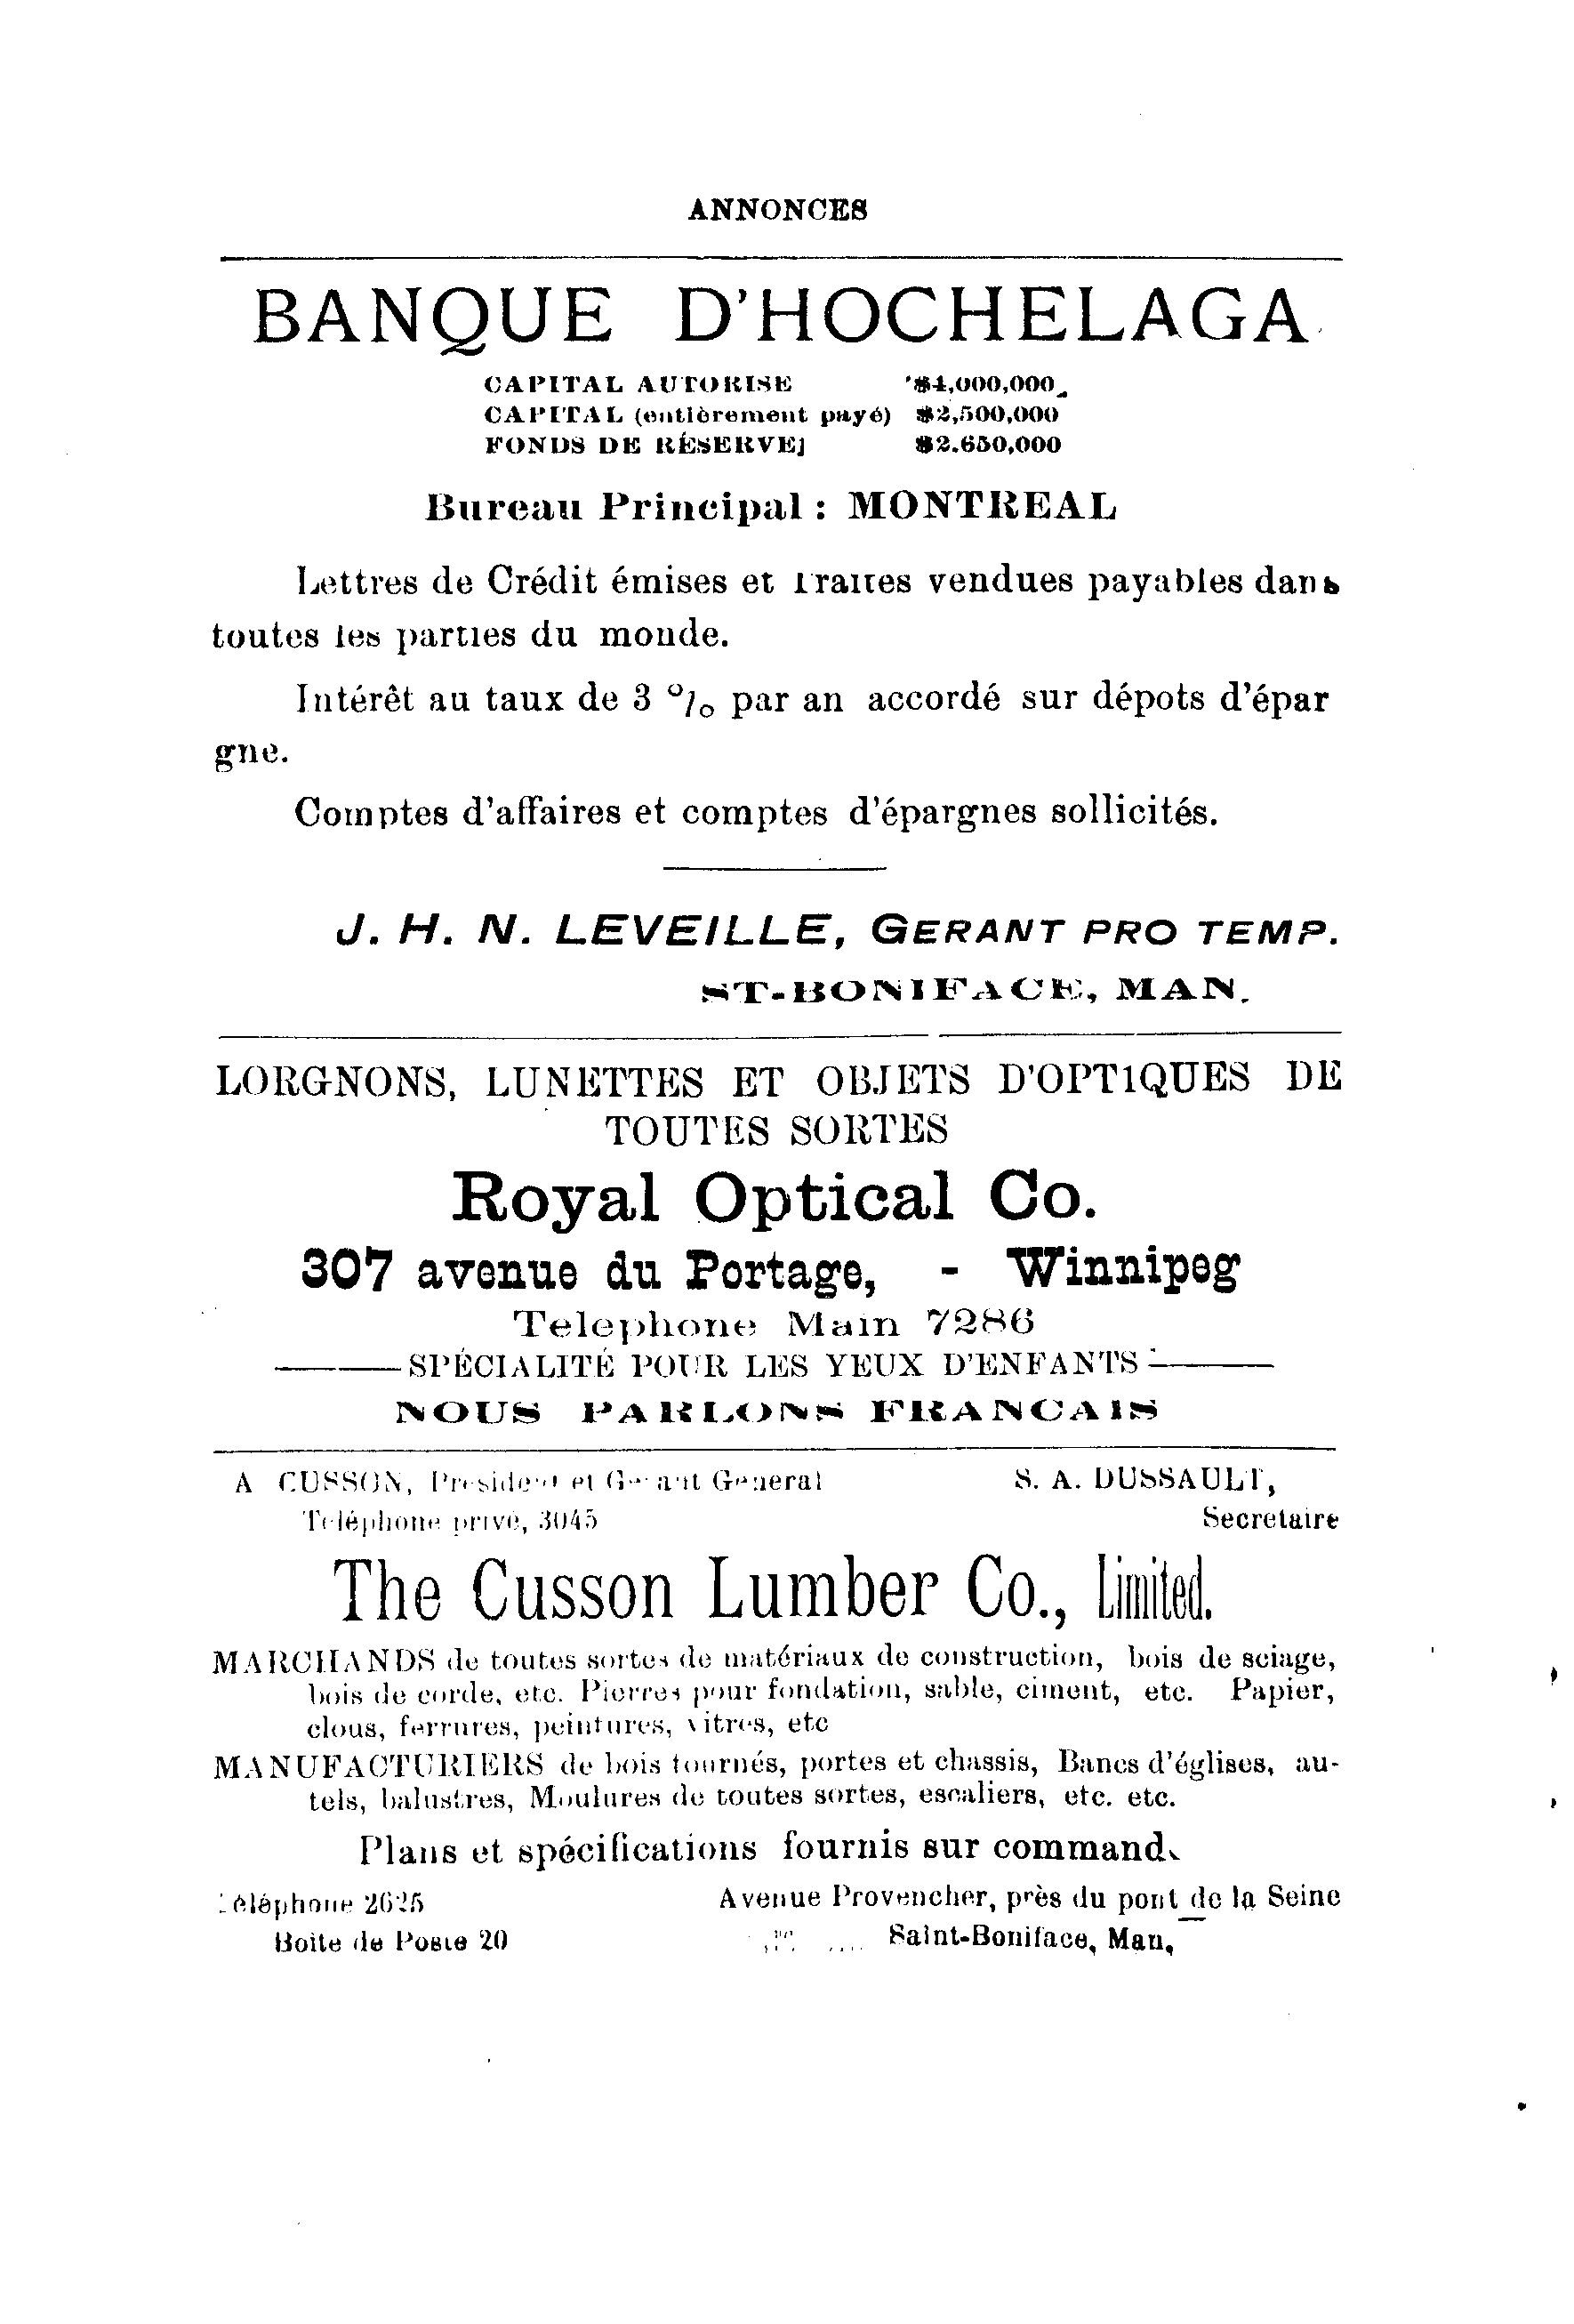 ANNONCES
BANQUE D'HOCHELAGA
CAPITAL AUTORISE $4,000,000
CAPITAL (entièrement payé) $2,500,000
FONDS DE RÉSERVE] $2.650,000
Bureau Principal : MONTREAL
Lettres de Crédit émises et Traites vendues payables dans
toutes les parties du monde.
Intérêt au taux de 3 % par an accordé sur dépots d'épar
gne.
Comptes d'affaires et comptes d'épargnes sollicités.
J. H. N. LEVEILLE, GERANT PRO TEMP.
ST-BONIFACE, MAN.
LORGNONS, LUNETTES ET OBJETS D'OPTIQUES DE
TOUTES SORTES
Royal Optical Co.
307 avenue du Portage, - Winnipeg
Telephone Main 7286
SPÉCIALITÉ POUR LES YEUX D'ENFANTS
NOUS PARLONS FRANCAIS
A CUSSON, President et Gerant General S. A. DUSSAULT,
Téléphone privé, 3045 Secretaire
The Cusson Lumber Co., Limited.
MARCHANDS de toutes sortes de matériaux de construction, bois de sciage,
bois de corde, etc. Pierres pour fondation, sable, ciment, etc. Papier,
clous, ferrures, peintures, vitres, etc
MANUFACTURIERS de bois tournés, portes et chassis, Bancs d'églises, au-
tels, balustres, Moulures de toutes sortes, escaliers, etc. etc.
Plans et spécifications fournis sur commande
Téléphone 2625 Avenue Provencher, près du pont de la Seine
Boite de Poste 20 Saint-Boniface, Man,